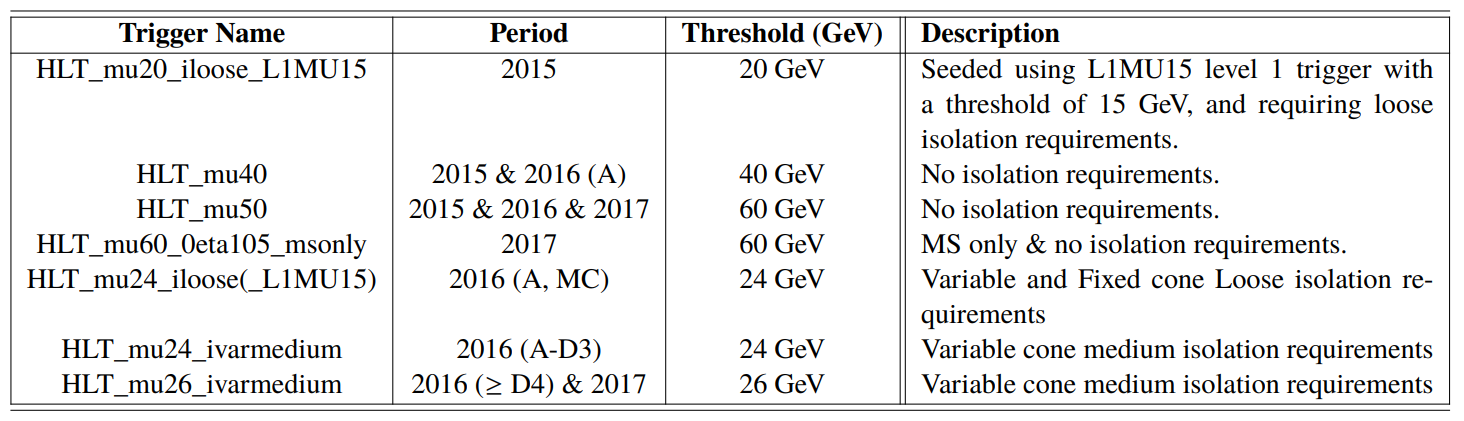 Trigger Name Period Threshold (GeV) Description
HLT_mu20_iloose_L1MU15 2015 20 GeV Seeded using L1MU15 level 1 trigger with
a threshold of 15 GeV, and requiring loose
isolation requirements.
HLT_mu40 2015 & 2016 (A) 40 GeV No isolation requirements.
HLT_mu50 2015 & 2016 & 2017 60 GeV No isolation requirements.
HLT_mu60_0eta105_msonly 2017 60 GeV MS only & no isolation requirements.
HLT_mu24_iloose(_L1MU15) 2016 (A, MC) 24 GeV Variable and Fixed cone Loose isolation re-
quirements
HLT_mu24_ivarmedium 2016 (A-D3) 24 GeV Variable cone medium isolation requirements
HLT_mu26_ivarmedium 2016 (≥ D4) & 2017 26 GeV Variable cone medium isolation requirements